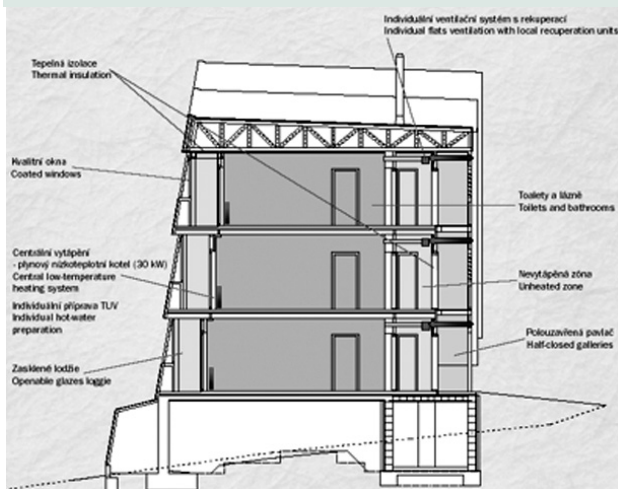 Individuální ventilační systém s rekuperací
Individual flats ventilation with local recuperation units
Tepelná izolace
Thermal insulation
Kvalitní okna
Coated windows
Toalety a lázně
Toilets and bathrooms
Centrální vytápění
- plynový nízkoteplotní kotel (30 kW)
Central low-temperature
heating system
Individuální příprava TUV
Individual hot-water
preparation
Nevytápěná zóna
Unheated zone
Polouzavřená pavlač
Half-closed galleries
Zasklené lodžie
Openable glazes loggie